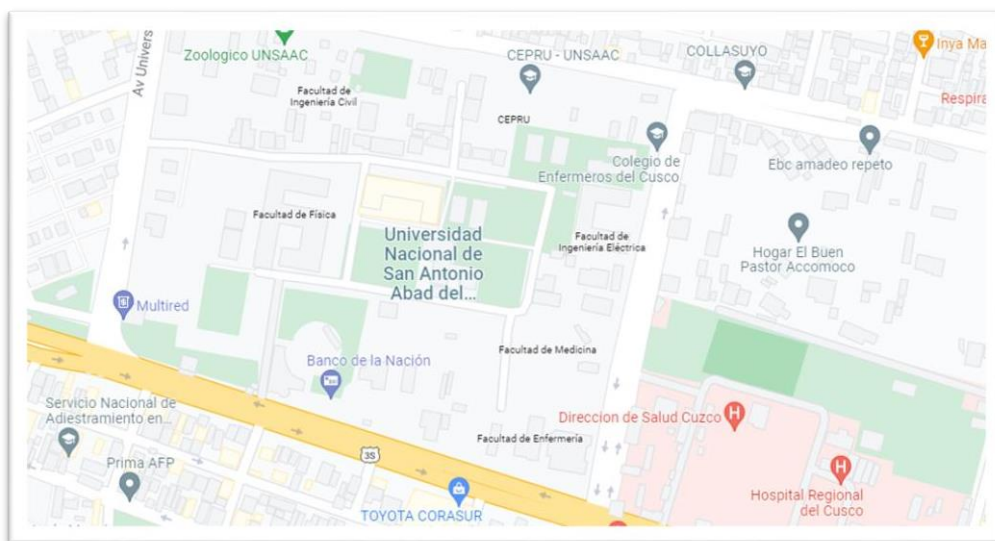 Av Univers
Zoologico UNSAAC
CEPRU - UNSAAC
COLLASUYO
Inya Ma
Facultad de
Ingeniería Civil
Respira
CEPRU
Colegio de
Enfermeros del Cusco
Ebc amadeo repeto
Facultad de Física
Universidad
Nacional de
San Antonio
Abad del...
Facultad de
Ingeniería Eléctrica
Hogar El Buen
Pastor Accomoco
Multired
Banco de la Nación
Facultad de Medicina
Servicio Nacional de
Adiestramiento en...
Direccion de Salud Cuzco
H
Facultad de Enfermería
3S
Prima AFP
H
Hospital Regional
del Cusco
TOYOTA CORASUR